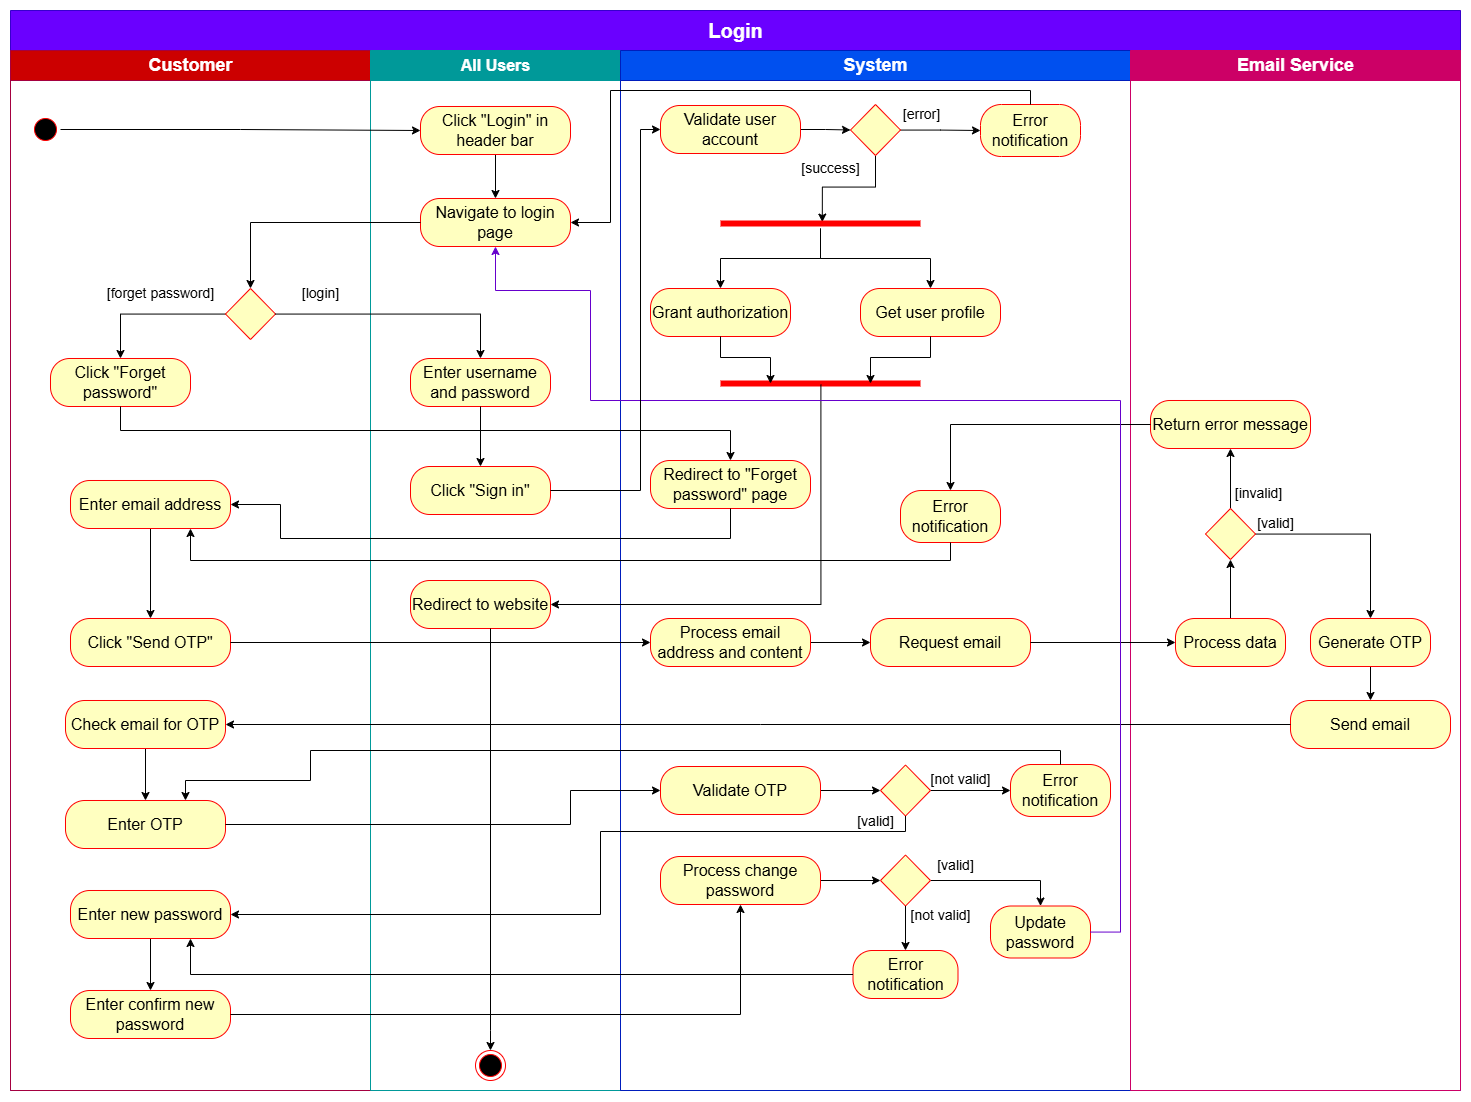 Login
Customer
All Users
System
Email Service
Click "Login" in
header bar
Validate user
account
[error]
Error
notification
[success]
Navigate to login
page
[forget password]
[login]
Grant authorization
Get user profile
Click "Forget
password"
Enter username
and password
Return error message
Click "Sign in"
Redirect to "Forget
password" page
Enter email address
Error
notification
[invalid]
[valid]
Redirect to website
Click "Send OTP"
Process email
address and content
Request email
Process data
Generate OTP
Check email for OTP
Send email
Enter OTP
Validate OTP
[not valid]
Error
notification
[valid]
Process change
password
[valid]
[not valid]
Enter new password
Update
password
Error
notification
Enter confirm new
password